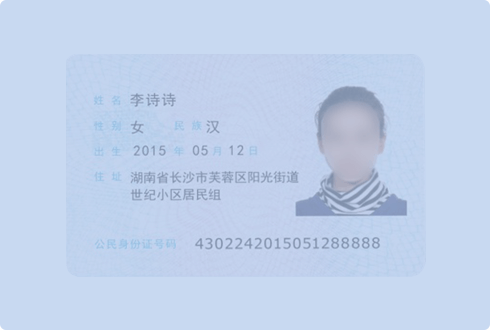 姓名 李诗诗
性别 女 民族 汉
出生 2015 年 05 月 12 日
住址 湖南省长沙市芙蓉区阳光街道
世纪小区居民组
公民身份证号码 4302242015051288888